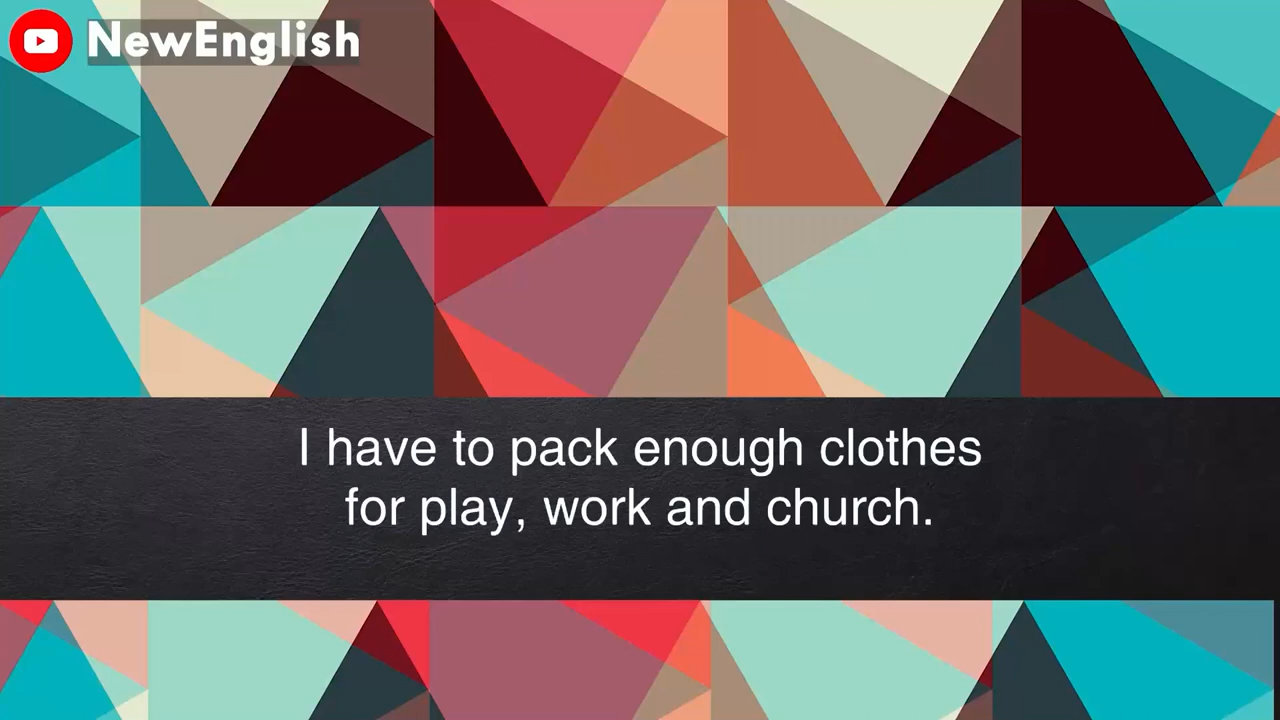 NewEnglish
I have to pack enough clothes
for play, work and church.